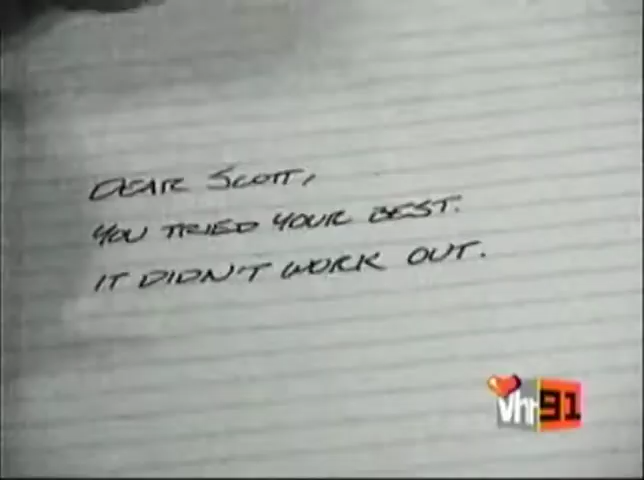 DEAR SCOTT,
YOU TRIED YOUR BEST.
IT DIDN'T WORK OUT.
vh1